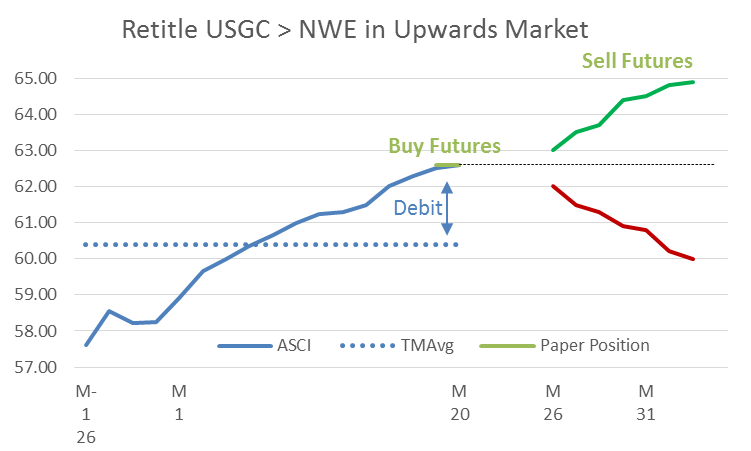 Retitle USGC > NWE in Upwards Market
Sell Futures
65.00
64.00
63.00
Buy Futures
62.00
Debit
61.00
60.00
59.00
58.00
ASCI
TMAvg
Paper Position
57.00
M-
1
26
M
1
M
20
M
26
M
31